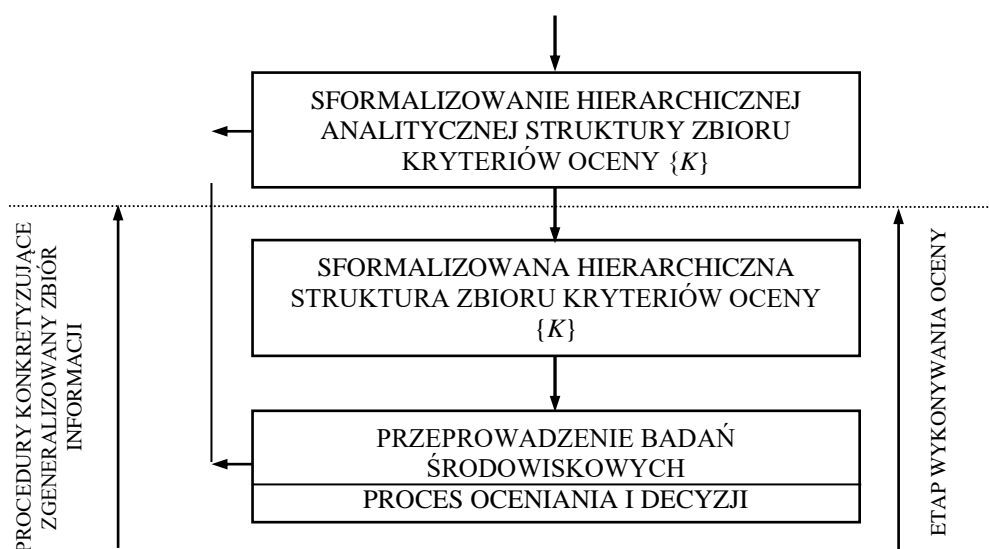 SFORMALIZOWANIE HIERARCHICZNEJ
ANALITYCZNEJ STRUKTURY ZBIORU
KRYTERIÓW OCENY {K}
PROCEDURY KONKRETYZUJĄCE
ZGENERALIZOWANY ZBIÓR
INFORMACJI
SFORMALIZOWANA HIERARCHICZNA
STRUKTURA ZBIORU KRYTERIÓW OCENY
{K}
PRZEPROWADZENIE BADAŃ
ŚRODOWISKOWYCH
PROCES OCENIANIA I DECYZJI
ETAP WYKONYWANIA OCENY